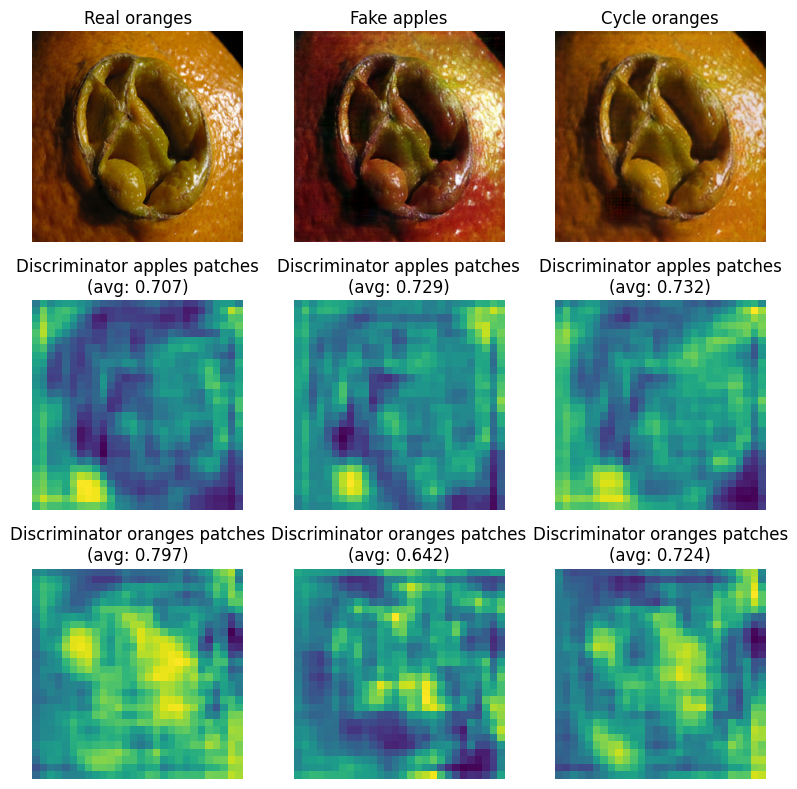 Real oranges
Fake apples
Cycle oranges
Discriminator apples patches
(avg: 0.707)
Discriminator apples patches
(avg: 0.729)
Discriminator apples patches
(avg: 0.732)
Discriminator oranges patches
(avg: 0.797)
Discriminator oranges patches
(avg: 0.642)
Discriminator oranges patches
(avg: 0.724)